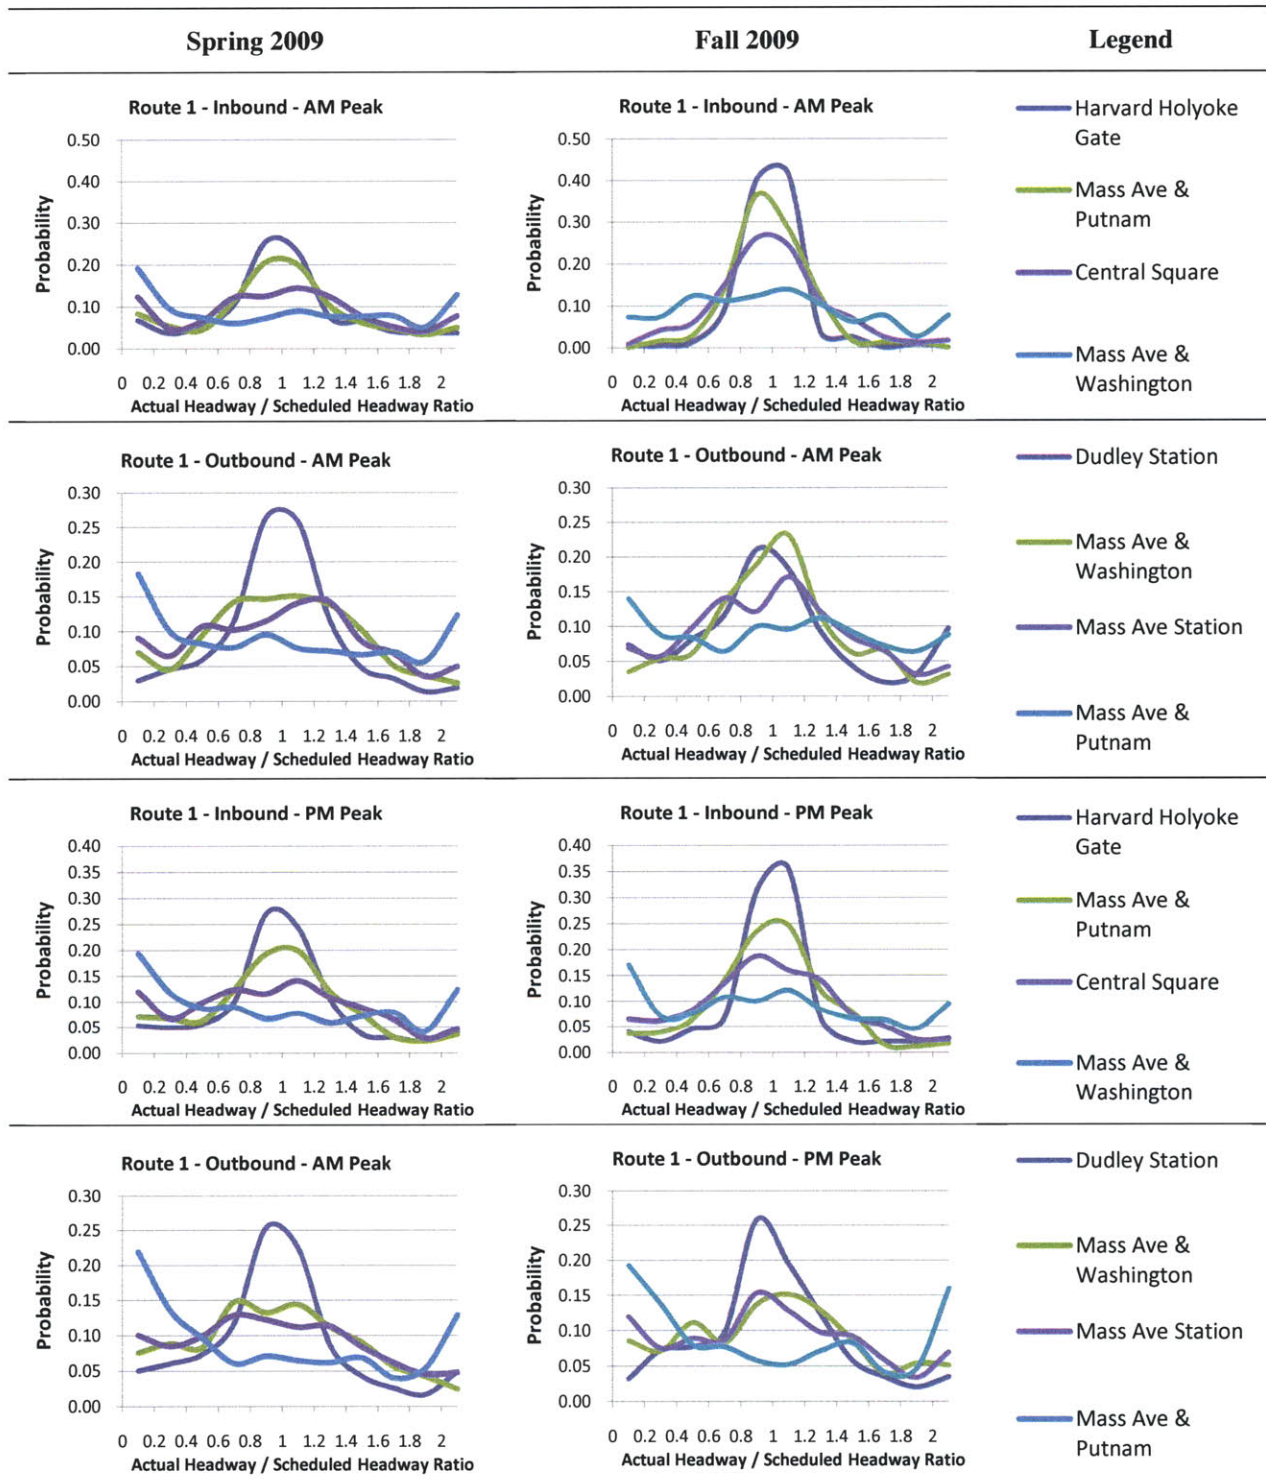 Spring 2009
Fall 2009
Legend
Route 1 - Inbound - AM Peak
Probability
0.50
0.40
0.30
0.20
0.10
0.00
0 0.2 0.4 0.6 0.8 1 1.2 1.4 1.6 1.8 2
Actual Headway / Scheduled Headway Ratio
Route 1 - Inbound - AM Peak
Probability
0.50
0.40
0.30
0.20
0.10
0.00
0 0.2 0.4 0.6 0.8 1 1.2 1.4 1.6 1.8 2
Actual Headway / Scheduled Headway Ratio
Harvard Holyoke
Gate
Mass Ave &
Putnam
Central Square
Mass Ave &
Washington
Route 1 - Outbound - AM Peak
Probability
0.30
0.25
0.20
0.15
0.10
0.05
0.00
0 0.2 0.4 0.6 0.8 1 1.2 1.4 1.6 1.8 2
Actual Headway / Scheduled Headway Ratio
Route 1 - Outbound - AM Peak
Probability
0.30
0.25
0.20
0.15
0.10
0.05
0.00
0 0.2 0.4 0.6 0.8 1 1.2 1.4 1.6 1.8 2
Actual Headway / Scheduled Headway Ratio
Dudley Station
Mass Ave &
Washington
Mass Ave Station
Mass Ave &
Putnam
Route 1 - Inbound - PM Peak
Probability
0.40
0.35
0.30
0.25
0.20
0.15
0.10
0.05
0.00
0 0.2 0.4 0.6 0.8 1 1.2 1.4 1.6 1.8 2
Actual Headway / Scheduled Headway Ratio
Route 1 - Inbound - PM Peak
Probability
0.40
0.35
0.30
0.25
0.20
0.15
0.10
0.05
0.00
0 0.2 0.4 0.6 0.8 1 1.2 1.4 1.6 1.8 2
Actual Headway / Scheduled Headway Ratio
Harvard Holyoke
Gate
Mass Ave &
Putnam
Central Square
Mass Ave &
Washington
Route 1 - Outbound - AM Peak
Probability
0.30
0.25
0.20
0.15
0.10
0.05
0.00
0 0.2 0.4 0.6 0.8 1 1.2 1.4 1.6 1.8 2
Actual Headway / Scheduled Headway Ratio
Route 1 - Outbound - PM Peak
Probability
0.30
0.25
0.20
0.15
0.10
0.05
0.00
0 0.2 0.4 0.6 0.8 1 1.2 1.4 1.6 1.8 2
Actual Headway / Scheduled Headway Ratio
Dudley Station
Mass Ave &
Washington
Mass Ave Station
Mass Ave &
Putnam